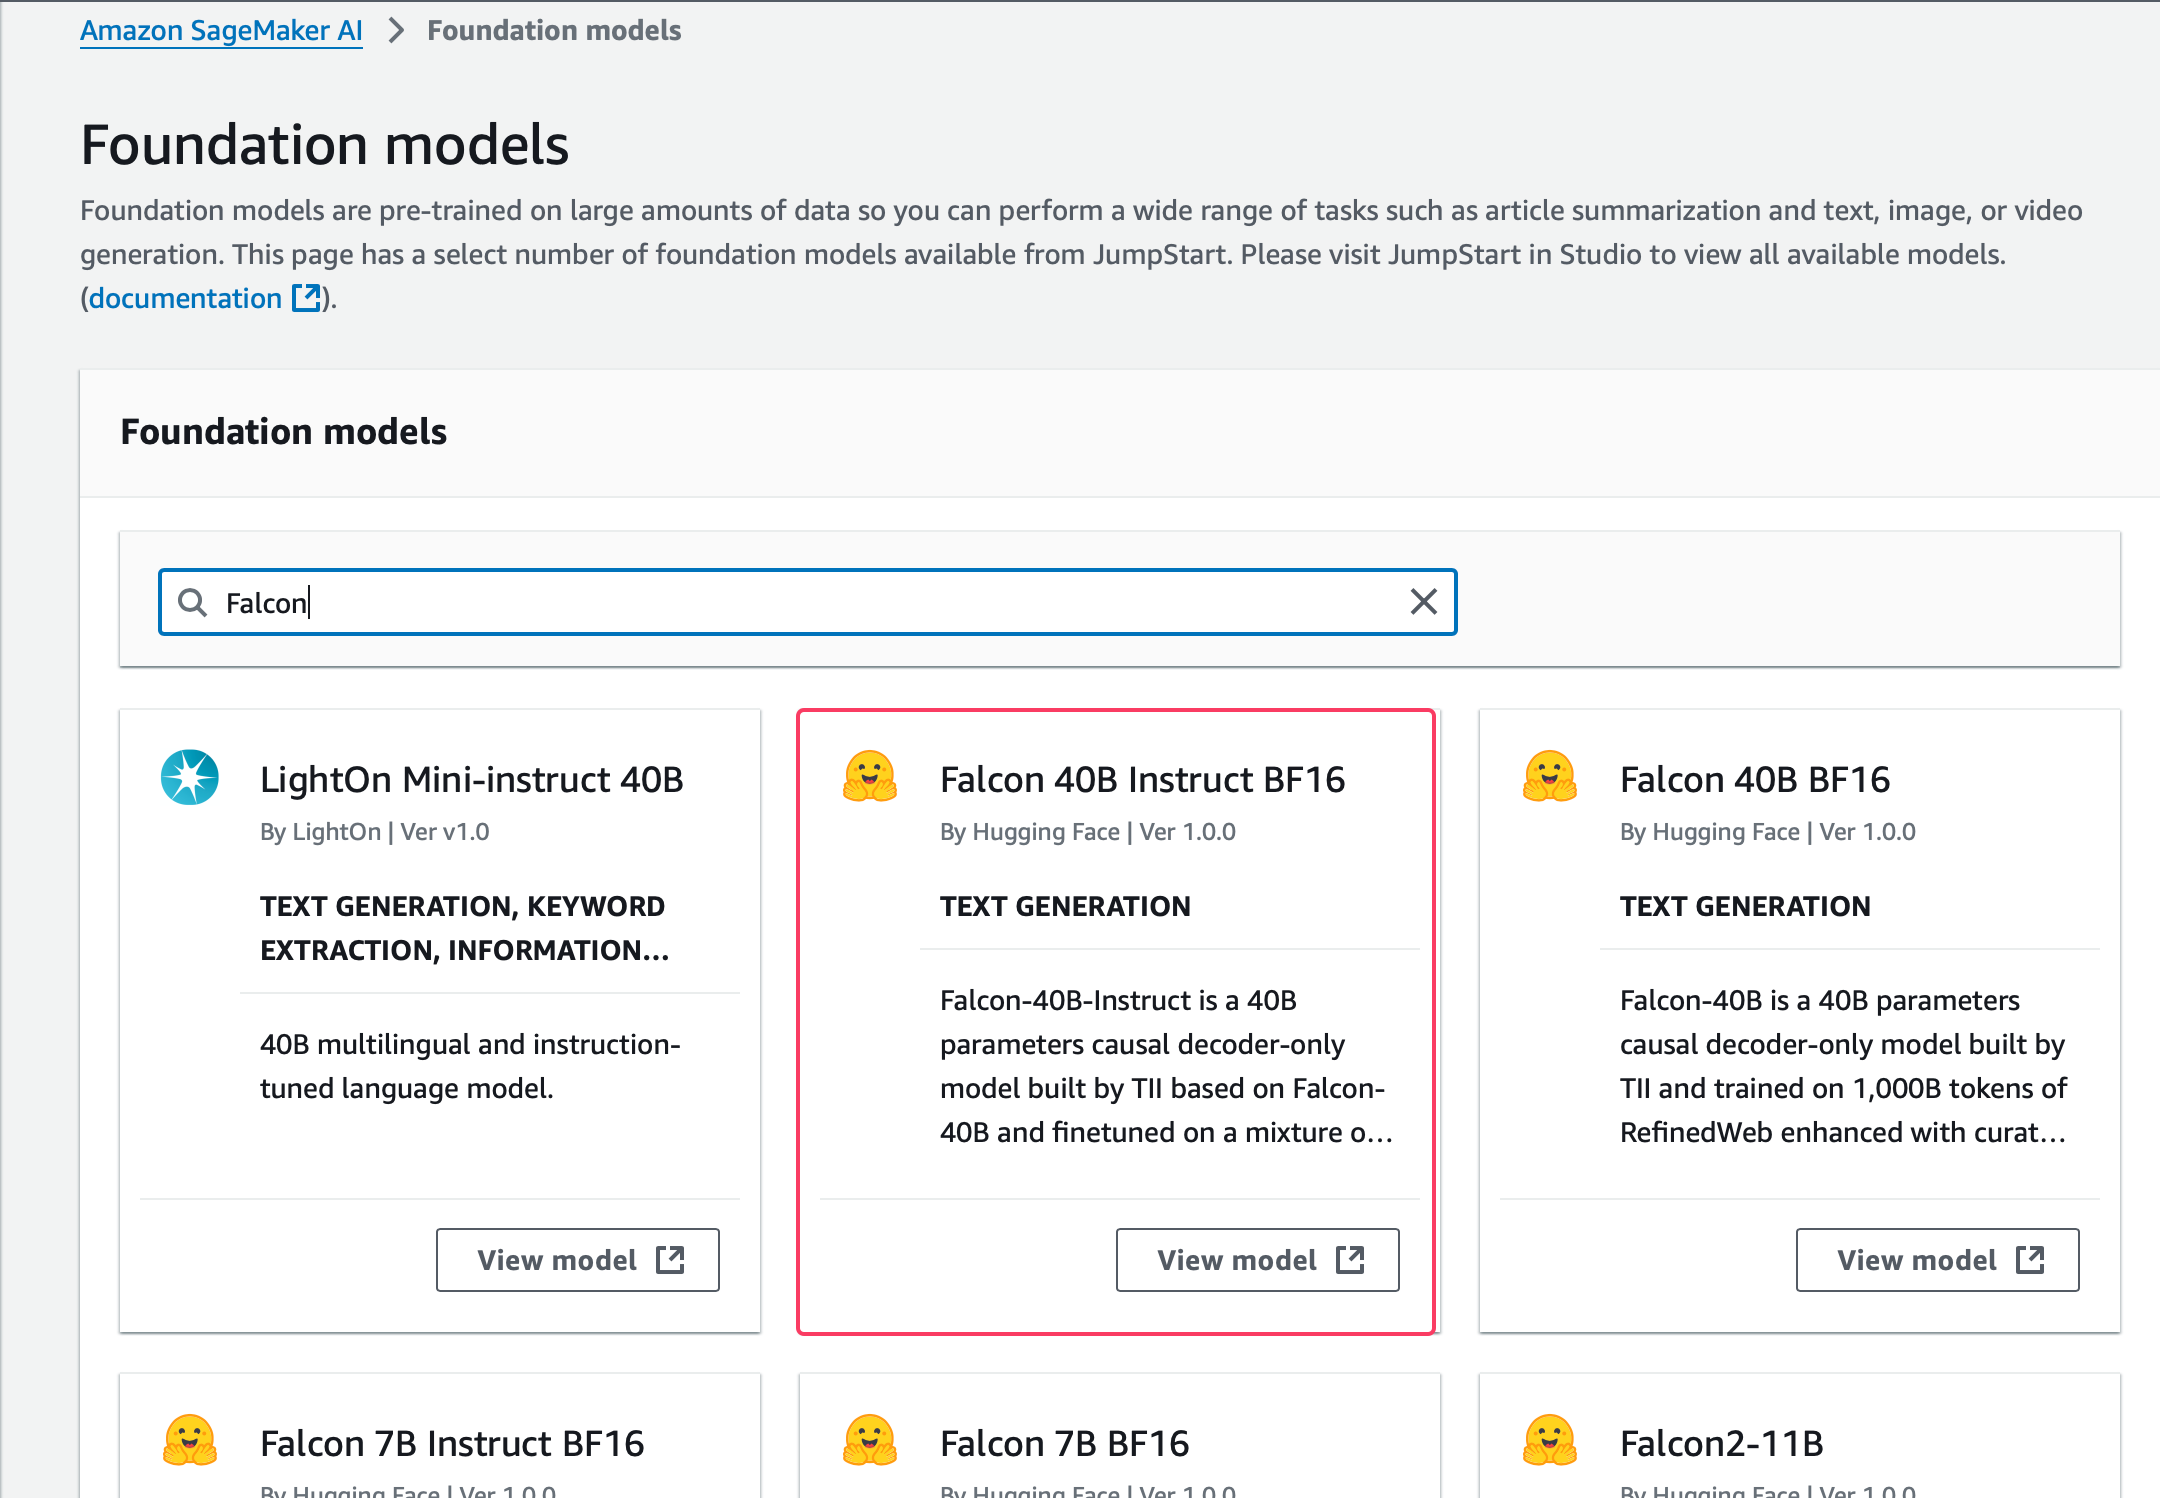 Amazon SageMaker AI > Foundation models
Foundation models
Foundation models are pre-trained on large amounts of data so you can perform a wide range of tasks such as article summarization and text, image, or video
generation. This page has a select number of foundation models available from JumpStart. Please visit JumpStart in Studio to view all available models.
(documentation).
Foundation models
Falcon
LightOn Mini-instruct 40B
By LightOn | Ver v1.0
TEXT GENERATION, KEYWORD
EXTRACTION, INFORMATION...
40B multilingual and instruction-
tuned language model.
View model
Falcon 40B Instruct BF16
By Hugging Face | Ver 1.0.0
TEXT GENERATION
Falcon-40B-Instruct is a 40B
parameters causal decoder-only
model built by TII based on Falcon-
40B and finetuned on a mixture o...
View model
Falcon 40B BF16
By Hugging Face | Ver 1.0.0
TEXT GENERATION
Falcon-40B is a 40B parameters
causal decoder-only model built by
TII and trained on 1,000B tokens of
RefinedWeb enhanced with curat...
View model
Falcon 7B Instruct BF16
By Hugging Face | Ver 1.0.0
Falcon 7B BF16
By Hugging Face | Ver 1.0.0
Falcon2-11B
By Hugging Face | Ver 1.0.0